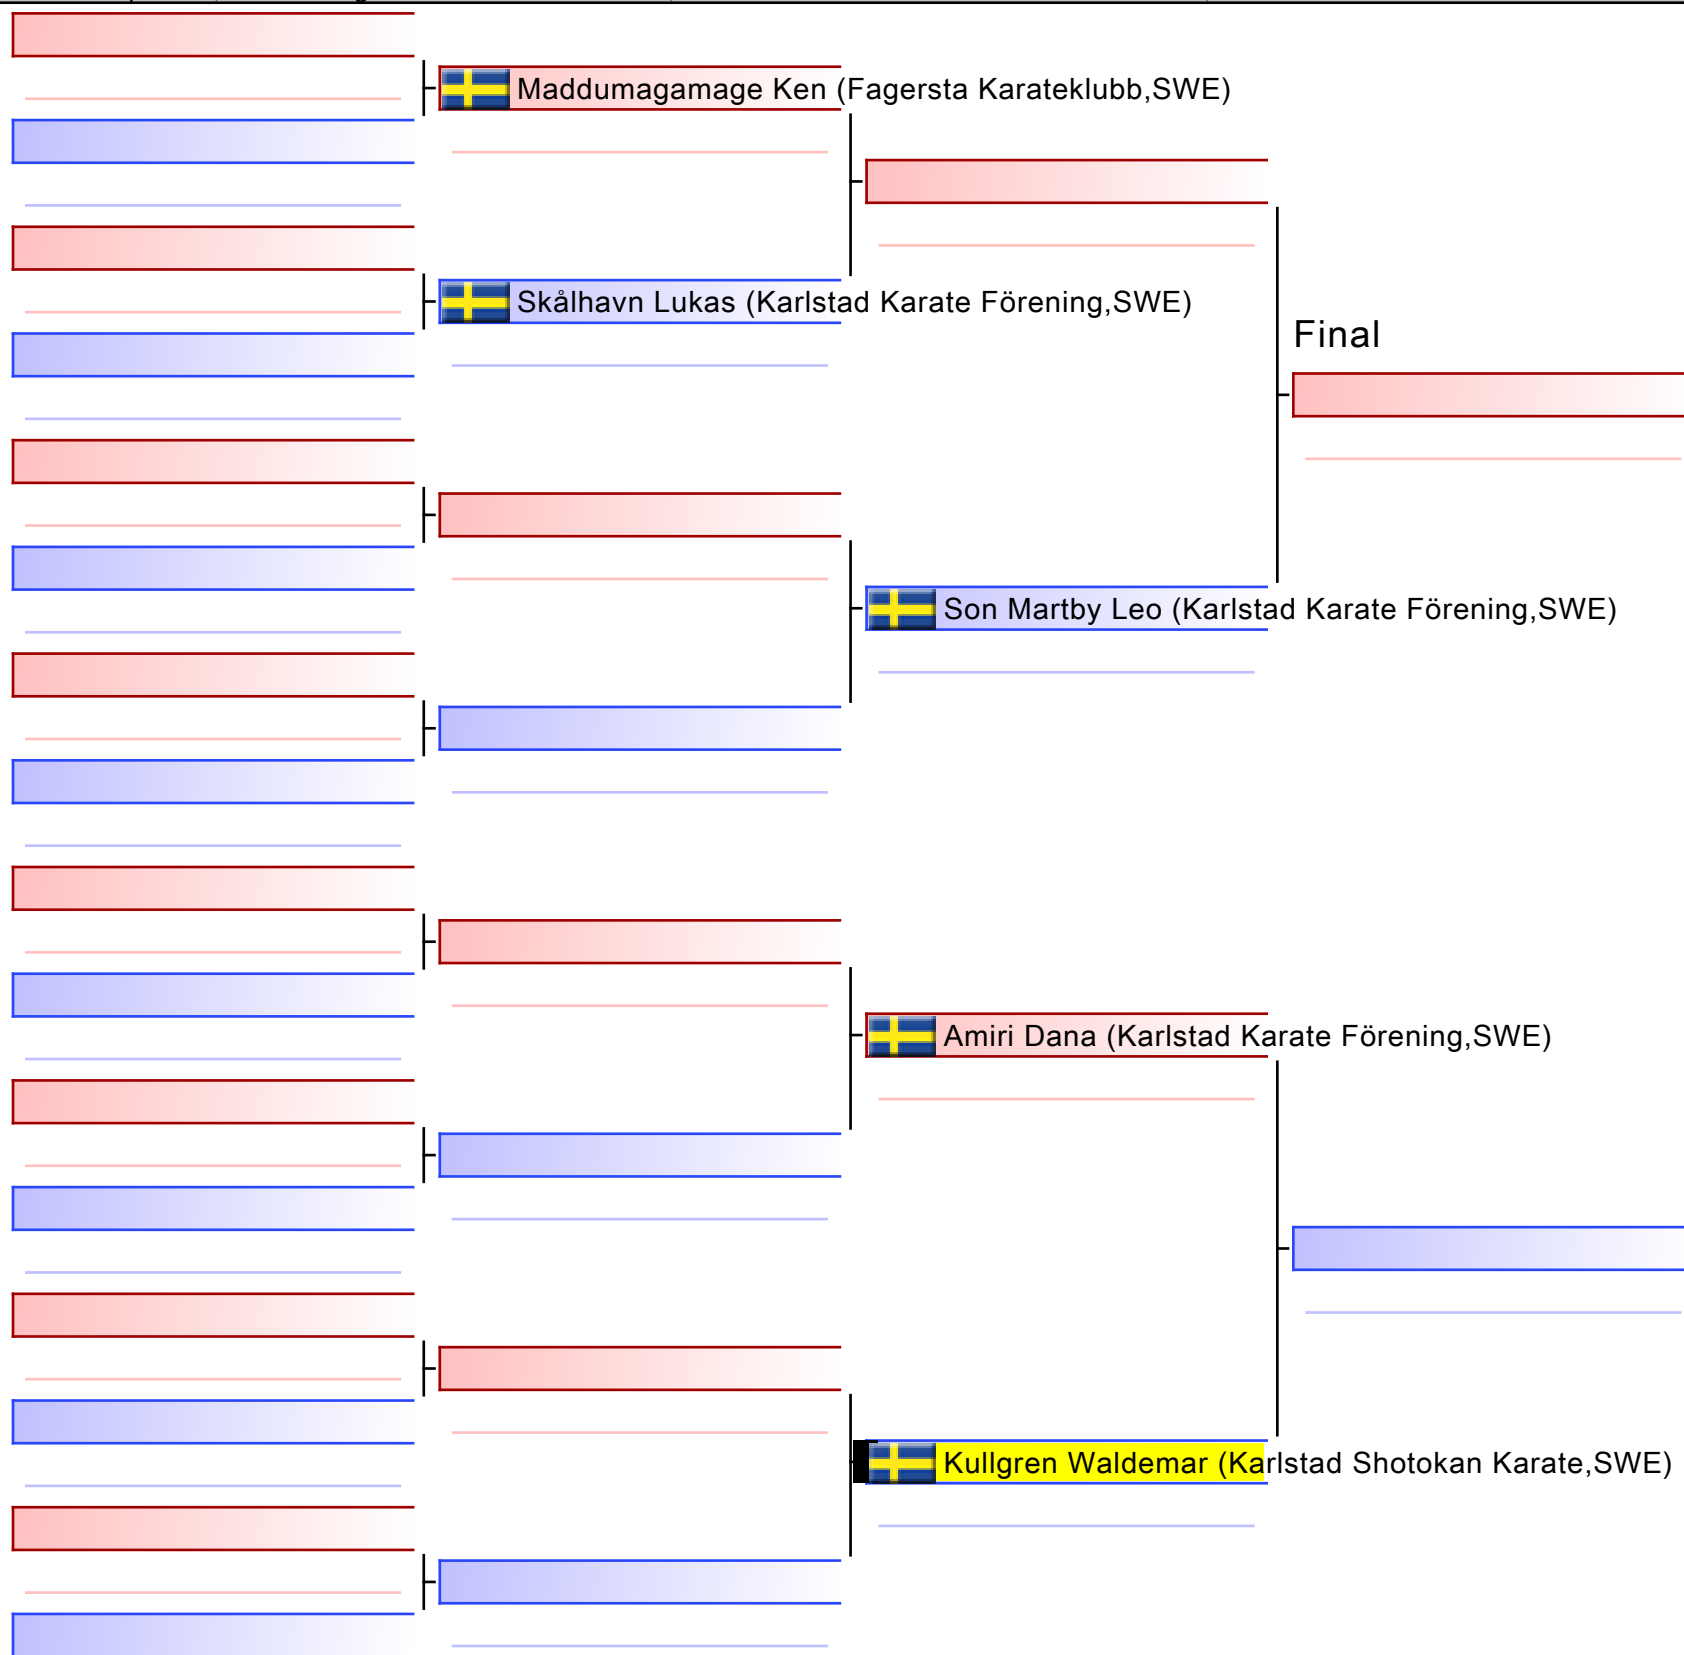 Maddumagamage Ken (Fagersta Karateklubb,SWE)
Skålhavn Lukas (Karlstad Karate Förening,SWE)
Final
Son Martby Leo (Karlstad Karate Förening,SWE)
Amiri Dana (Karlstad Karate Förening,SWE)
Kullgren Waldemar (Karlstad Shotokan Karate,SWE)